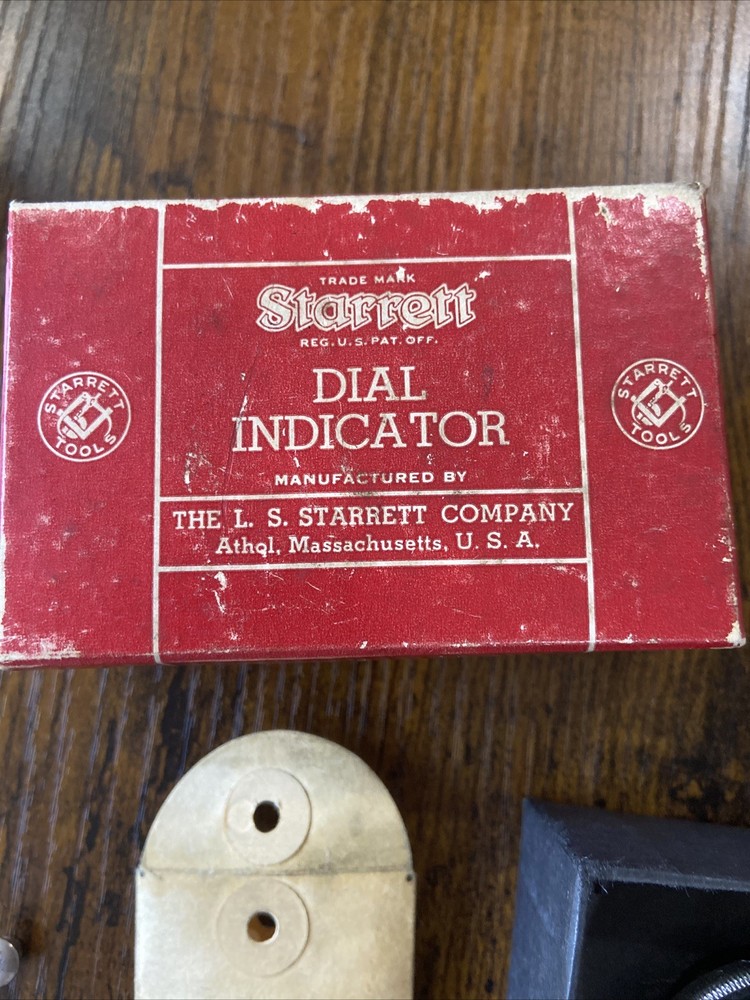 TRADE MARK
Starrett
REG. U.S. PAT. OFF.
DIAL
INDICATOR
MANUFACTURED BY
THE L. S. STARRETT COMPANY
Athol, Massachusetts, U. S. A.
STARRETT
TOOLS
STARRETT
TOOLS